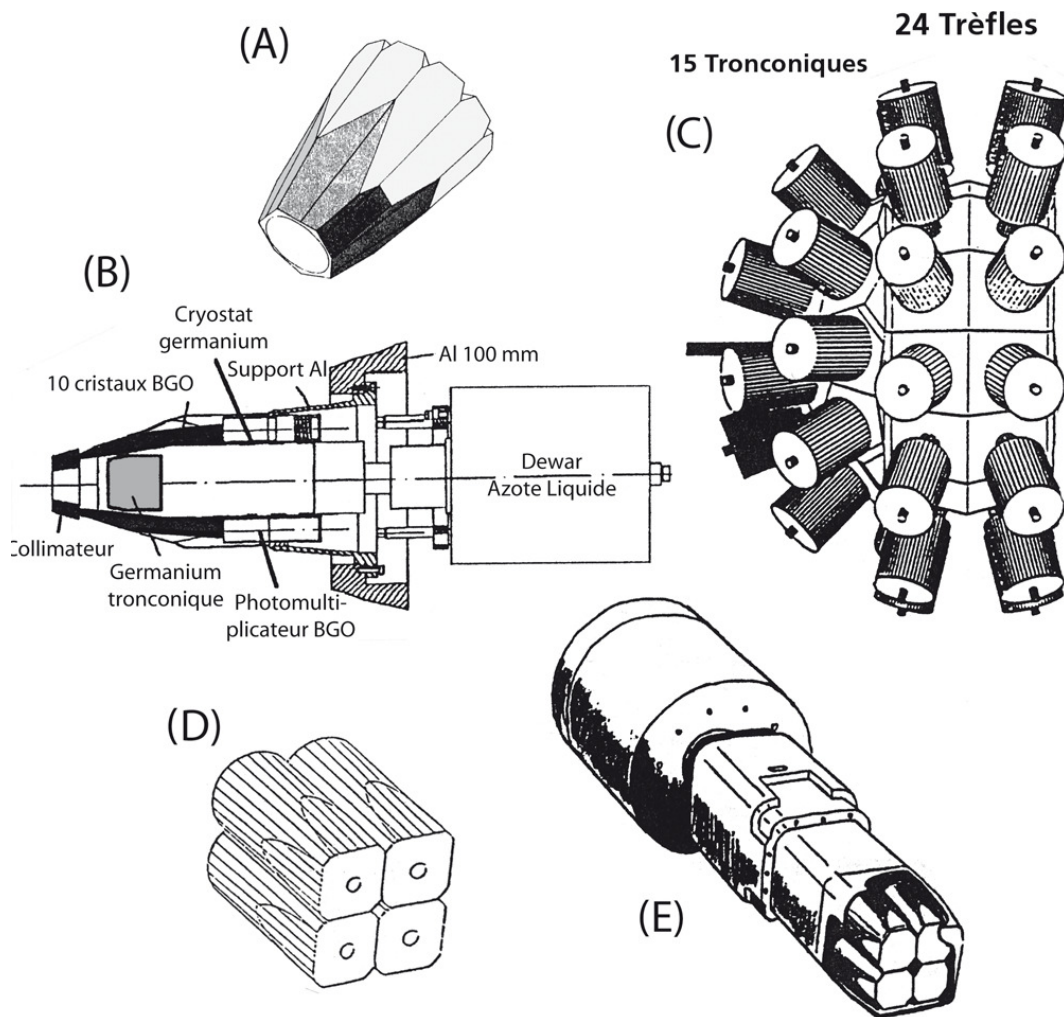 (A)
24 Trèfles
15 Tronconiques
(C)
(B)
Cryostat
germanium
Al 100 mm
Support Al
10 cristaux BGO
Dewar
Azote Liquide
Collimateur
Germanium
tronconique
Photomulti-
plicateur BGO
(D)
(E)